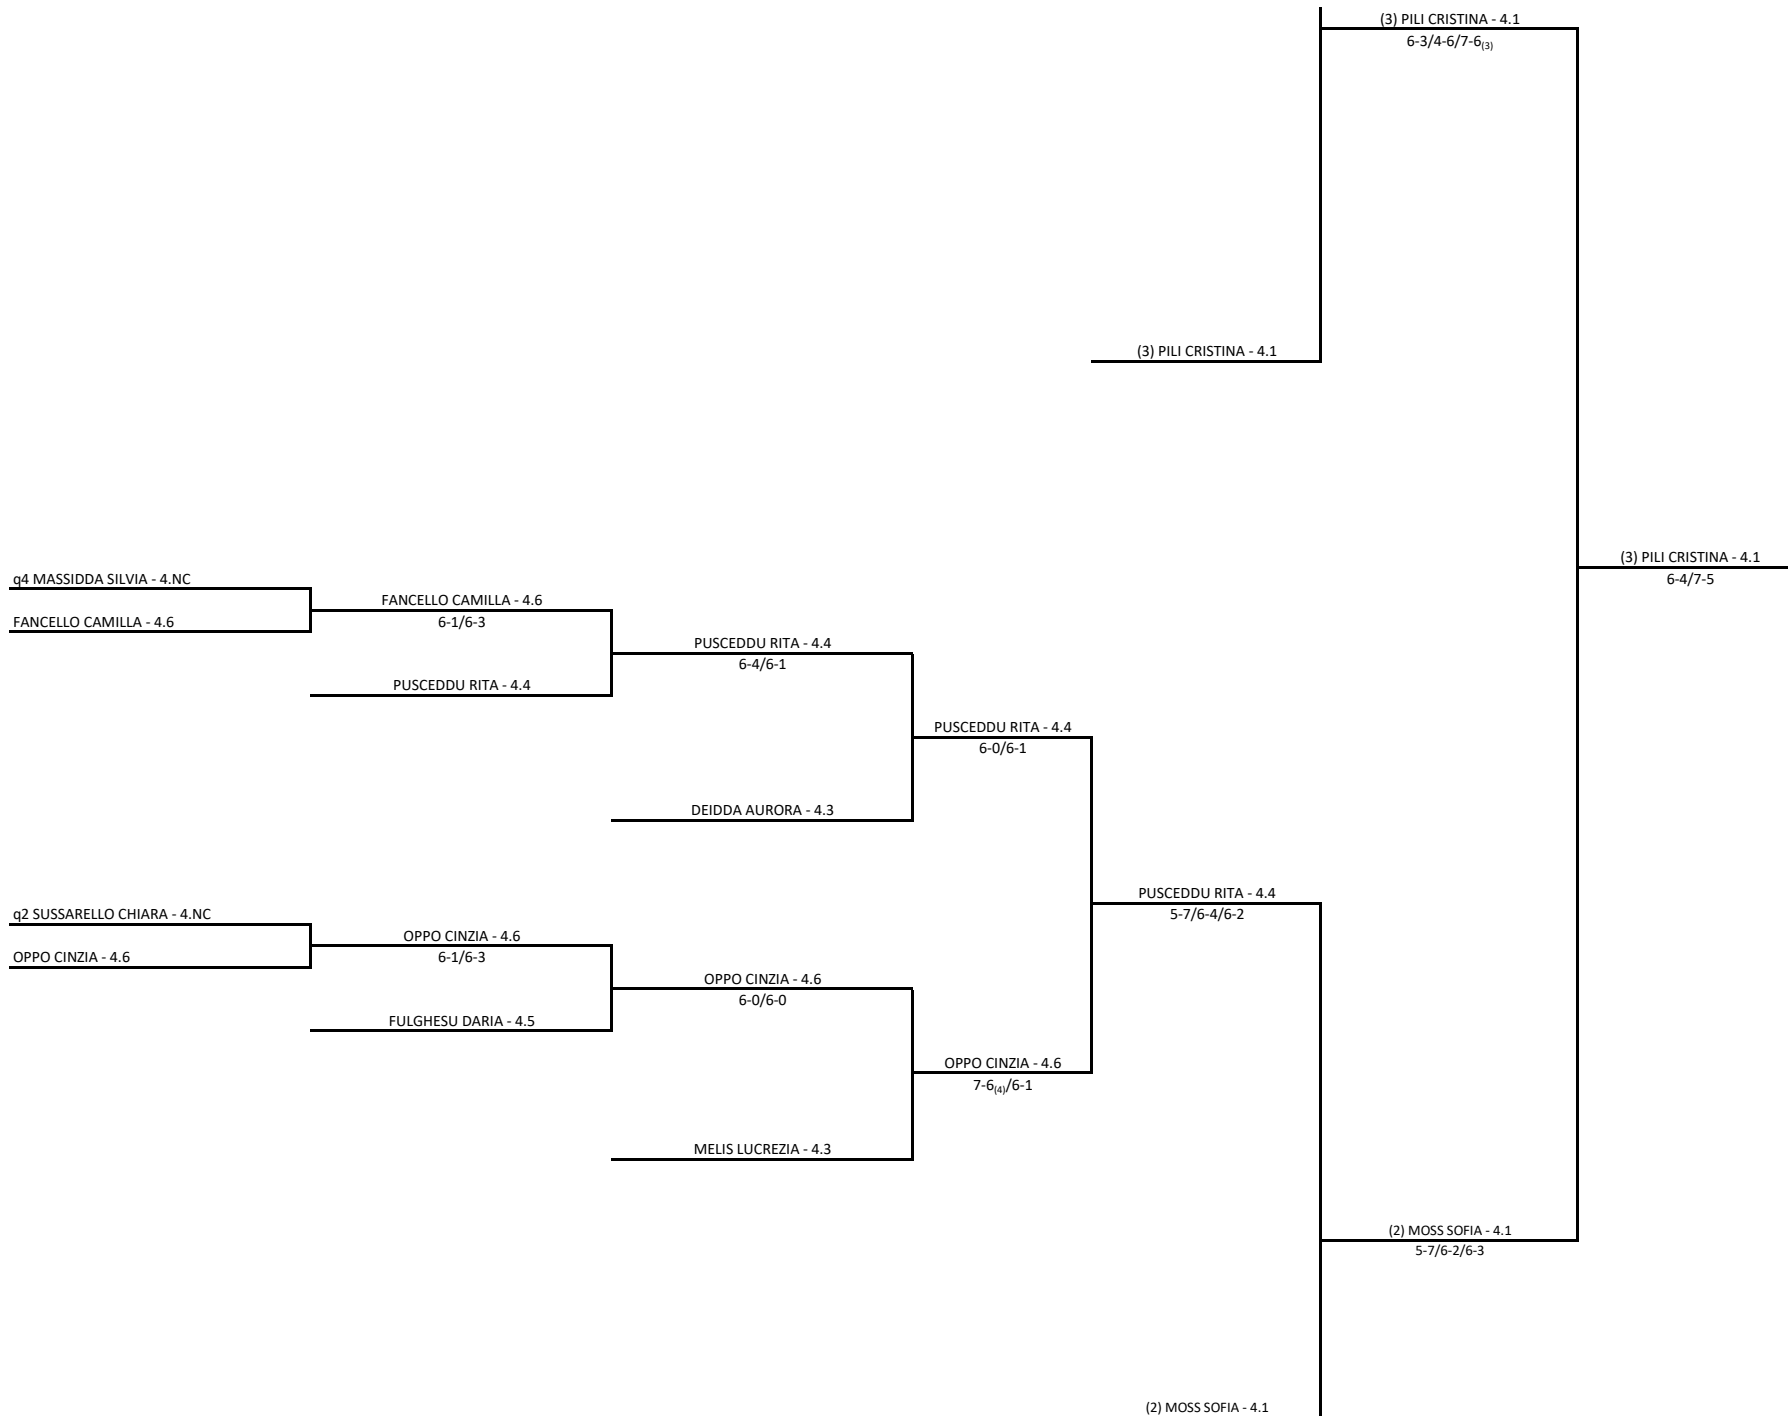 (3) PILI CRISTINA - 4.1
6-3/4-6/7-6(3)
(3) PILI CRISTINA - 4.1
(3) PILI CRISTINA - 4.1
6-4/7-5
q4 MASSIDDA SILVIA - 4.NC
FANCELLO CAMILLA - 4.6
FANCELLO CAMILLA - 4.6
6-1/6-3
PUSCEDDU RITA - 4.4
6-4/6-1
PUSCEDDU RITA - 4.4
PUSCEDDU RITA - 4.4
6-0/6-1
DEIDDA AURORA - 4.3
PUSCEDDU RITA - 4.4
5-7/6-4/6-2
q2 SUSSARELLO CHIARA - 4.NC
OPPO CINZIA - 4.6
OPPO CINZIA - 4.6
6-1/6-3
OPPO CINZIA - 4.6
6-0/6-0
FULGHESU DARIA - 4.5
OPPO CINZIA - 4.6
7-6(4)/6-1
MELIS LUCREZIA - 4.3
(2) MOSS SOFIA - 4.1
5-7/6-2/6-3
(2) MOSS SOFIA - 4.1